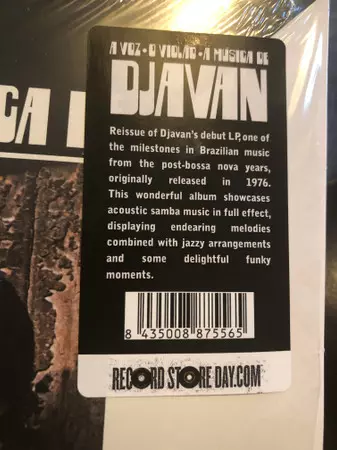 A VOZ • O VIOLÃO • A MÚSICA DE
DJAVAN
Reissue of Djavan's debut LP, one of
the milestones in Brazilian music
from the post-bossa nova years,
originally released in 1976.
This wonderful album showcases
acoustic samba music in full effect,
displaying endearing melodies
combined with jazzy arrangements
and some delightful funky
moments.
8 435008 875565
RECORD STORE DAY.COM